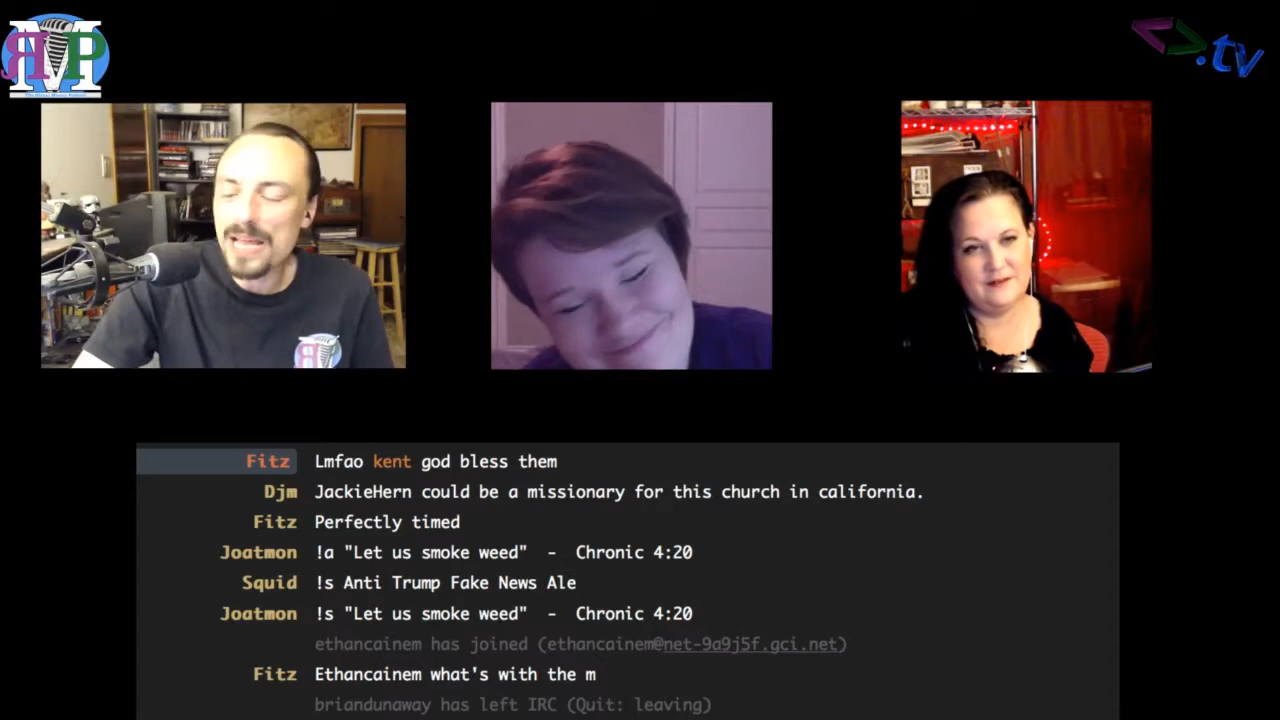 RMP
.tv
Fitz Lmfao kent god bless them
Djm JackieHern could be a missionary for this church in california.
Fitz Perfectly timed
Joatmon !a "Let us smoke weed" - Chronic 4:20
Squid !s Anti Trump Fake News Ale
Joatmon !s "Let us smoke weed" - Chronic 4:20
ethancainem has joined (ethancainem@net-9a9j5f.gci.net)
Fitz Ethancainem what's with the m
briandunaway has left IRC (Quit: leaving)